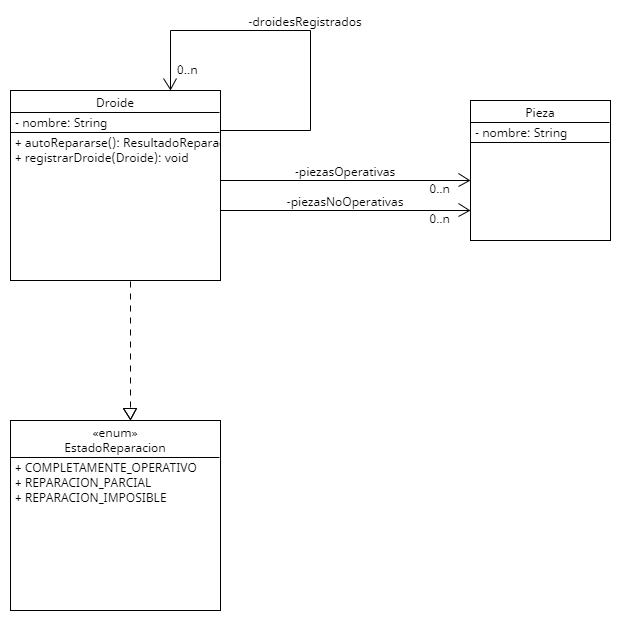 -droidesRegistrados
0..n
Droide
- nombre: String
+ autoRepararse(): ResultadoRepara
+ registrarDroide(Droide): void
Pieza
- nombre: String
-piezasOperativas
0..n
-piezasNoOperativas
0..n
«enum»
EstadoReparacion
+ COMPLETAMENTE_OPERATIVO
+ REPARACION_PARCIAL
+ REPARACION_IMPOSIBLE